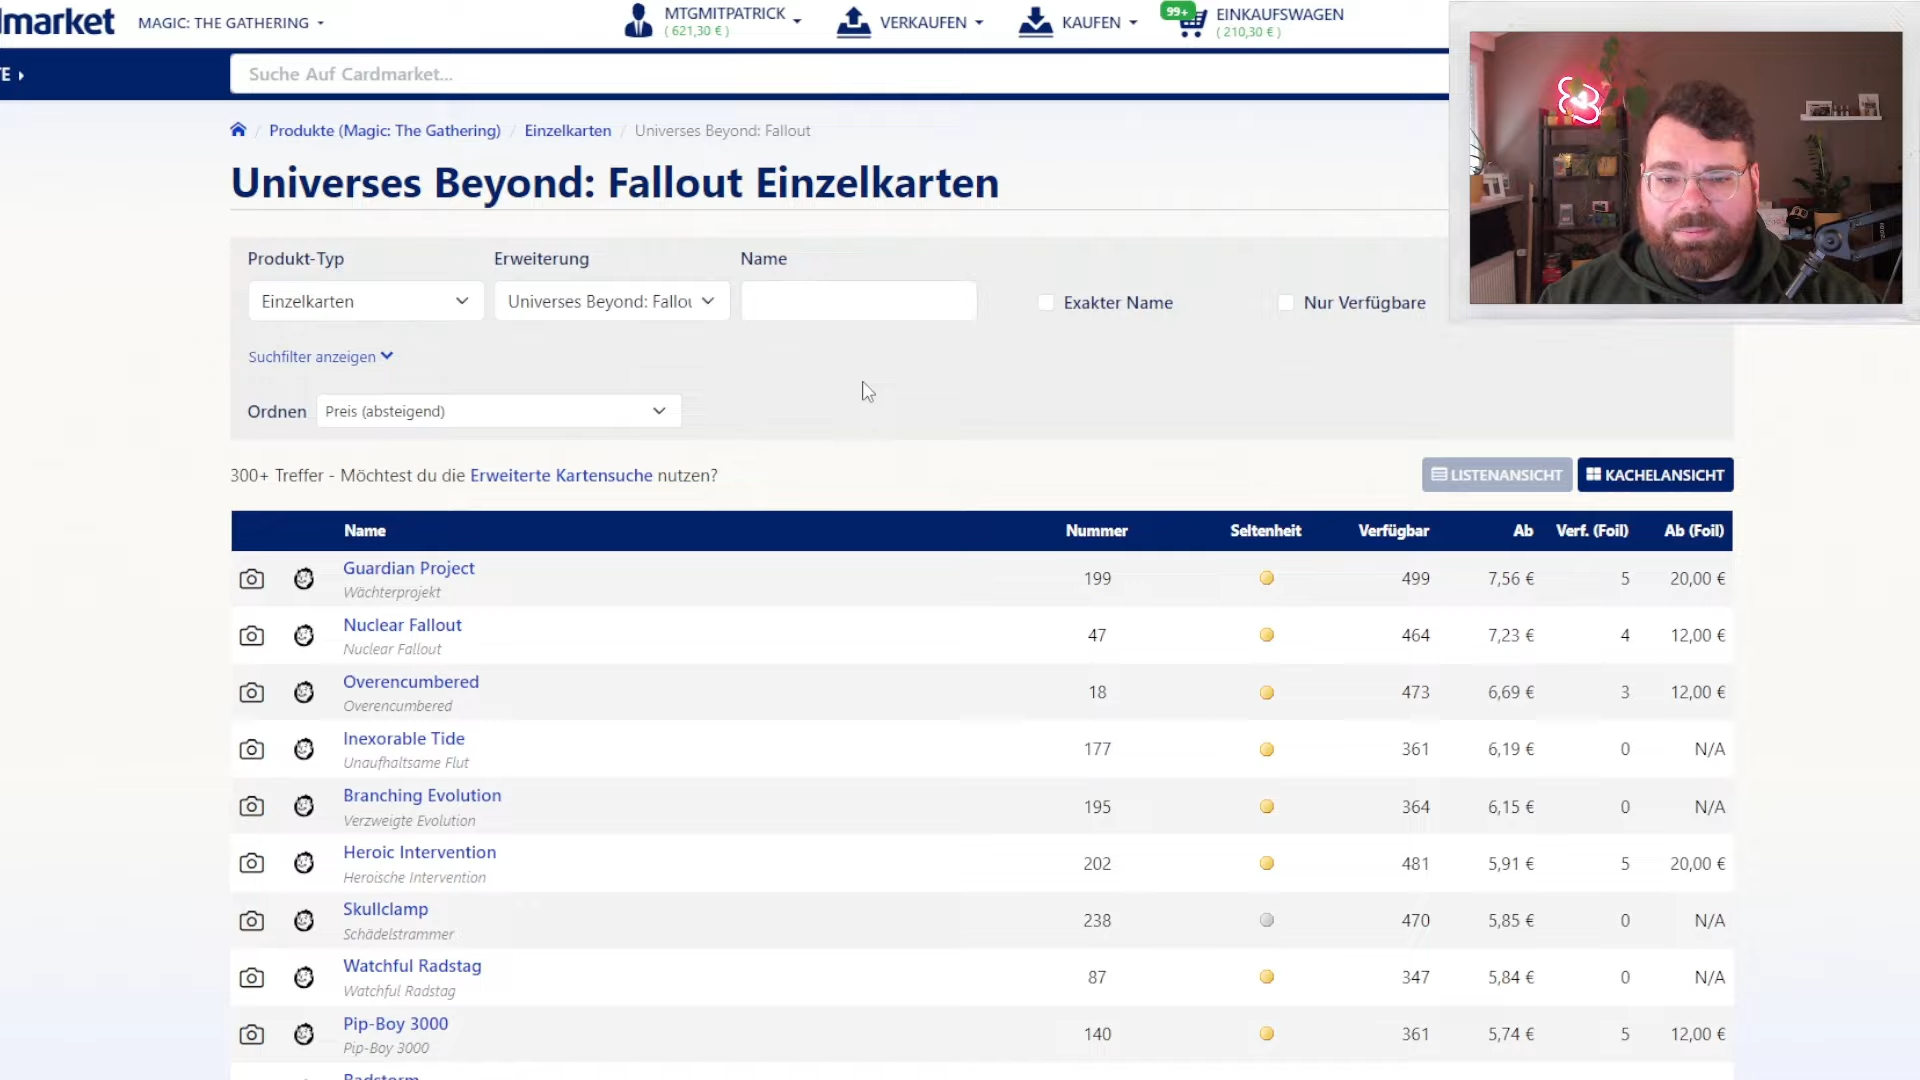 market
MAGIC: THE GATHERING
MTGMITPATRICK
( 621,30 € )
VERKAUFEN
KAUFEN
99+
EINKAUFSWAGEN
( 210,30 € )
E
Suche Auf Cardmarket...
/ Produkte (Magic: The Gathering) / Einzelkarten / Universes Beyond: Fallout
Universes Beyond: Fallout Einzelkarten
Produkt-Typ Erweiterung Name
Einzelkarten Universes Beyond: Fallou Exakter Name Nur Verfügbare
Suchfilter anzeigen
Ordnen Preis (absteigend)
300+ Treffer - Möchtest du die Erweiterte Kartensuche nutzen?
LISTENANSICHT KACHELANSICHT
Name Nummer Seltenheit Verfügbar Ab Verf. (Foil) Ab (Foil)
Guardian Project 199 499 7,56 € 5 20,00 €
Wächterprojekt
Nuclear Fallout 47 464 7,23 € 4 12,00 €
Nuclear Fallout
Overencumbered 18 473 6,69 € 3 12,00 €
Overencumbered
Inexorable Tide 177 361 6,19 € 0 N/A
Unaufhaltsame Flut
Branching Evolution 195 364 6,15 € 0 N/A
Verzweigte Evolution
Heroic Intervention 202 481 5,91 € 5 20,00 €
Heroische Intervention
Skullclamp 238 470 5,85 € 0 N/A
Schädelstrammer
Watchful Radstag 87 347 5,84 € 0 N/A
Watchful Radstag
Pip-Boy 3000 140 361 5,74 € 5 12,00 €
Pip-Boy 3000
Radstorm